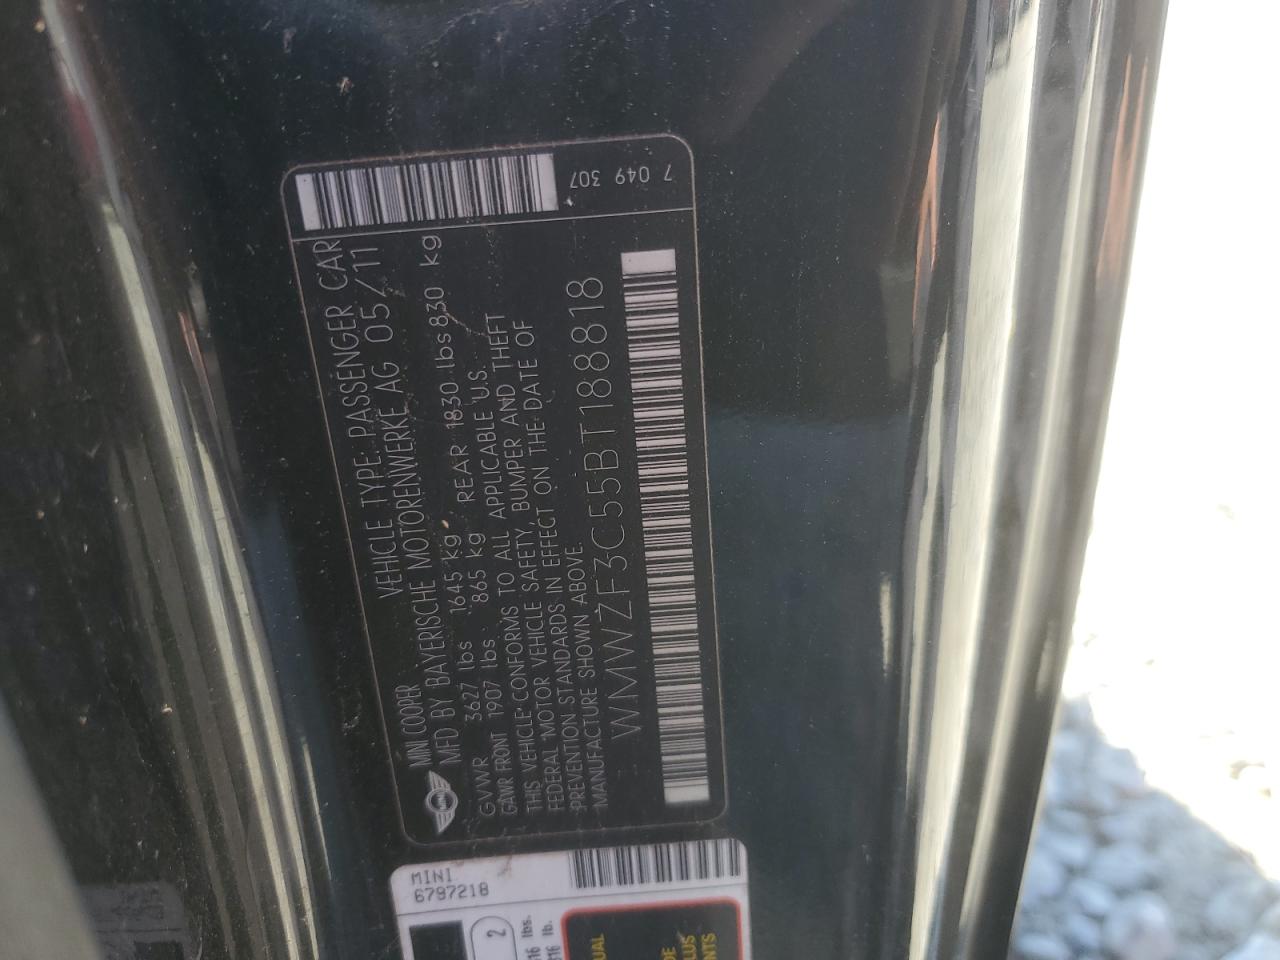 MINI COOPER VEHICLE TYPE: PASSENGER CAR
MFD BY BAYERISCHE MOTORENWERKE AG 05/11
GVWR 3627 lbs 1645 kg REAR 1830 lbs 830 kg
GAWR FRONT 1907 lbs 865 kg
THIS VEHICLE CONFORMS TO ALL APPLICABLE U.S.
FEDERAL MOTOR VEHICLE SAFETY, BUMPER AND THEFT
PREVENTION STANDARDS IN EFFECT ON THE DATE OF
MANUFACTURE SHOWN ABOVE.
WMWZF3C55BT188818
7 049 307
MINI
6797218
2
lbs.
lb.